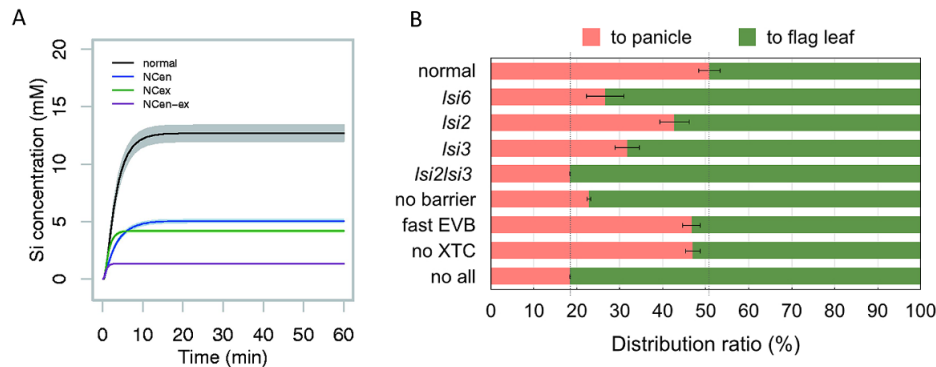 A
Si concentration (mM)
20
15
10
5
0
normal
NCen
NCex
NCen-ex
0 10 20 30 40 50 60
Time (min)
B
to panicle to flag leaf
normal
lsi6
lsi2
lsi3
lsi2lsi3
no barrier
fast EVB
no XTC
no all
0 10 20 30 40 50 60 70 80 90 100
Distribution ratio (%)